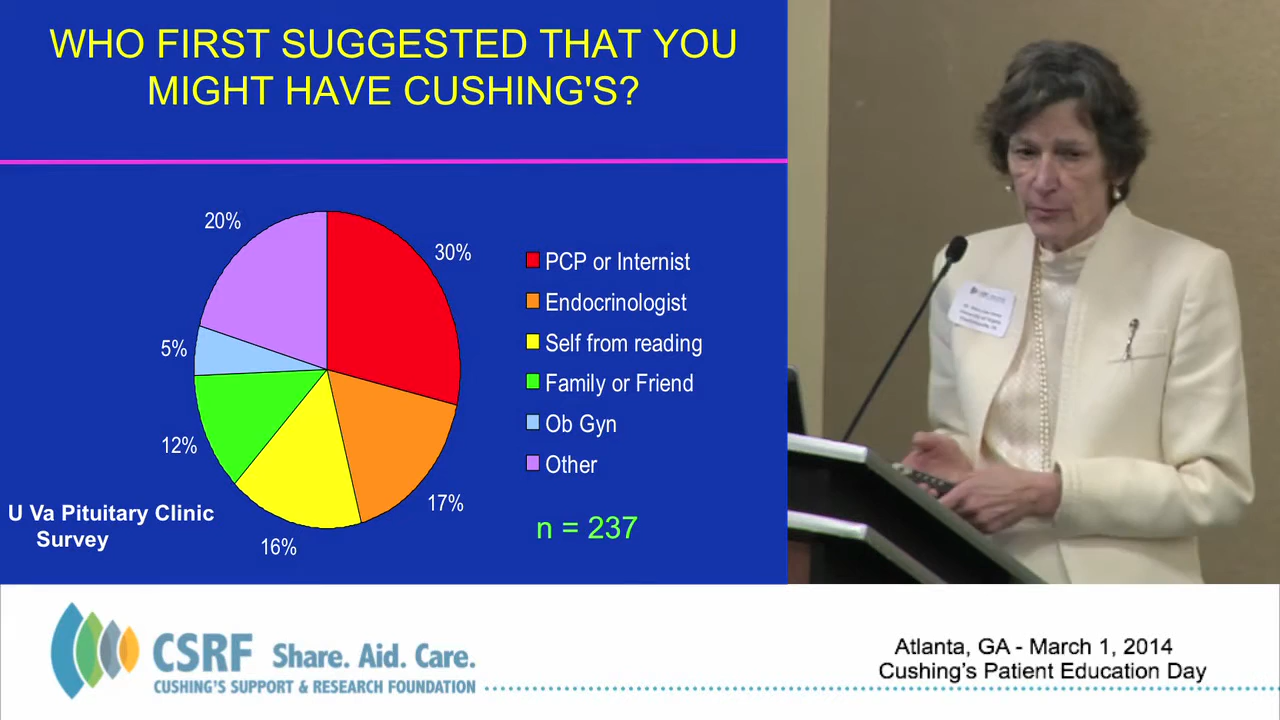 WHO FIRST SUGGESTED THAT YOU
MIGHT HAVE CUSHING'S?
20%
30%
5%
12%
17%
16%
PCP or Internist
Endocrinologist
Self from reading
Family or Friend
Ob Gyn
Other
n = 237
U Va Pituitary Clinic
Survey
CSRF Share. Aid. Care.
CUSHING'S SUPPORT & RESEARCH FOUNDATION
Atlanta, GA - March 1, 2014
Cushing's Patient Education Day